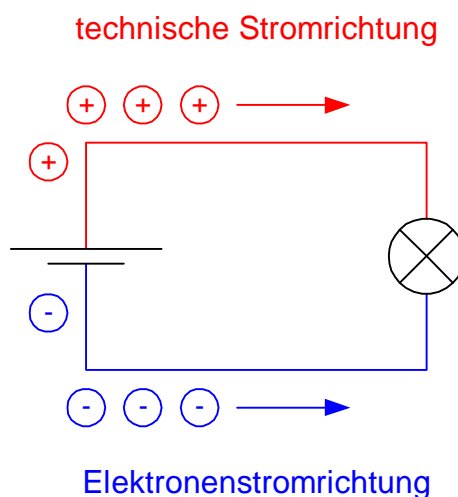 technische Stromrichtung
+ + +
+
-
- - -
Elektronenstromrichtung